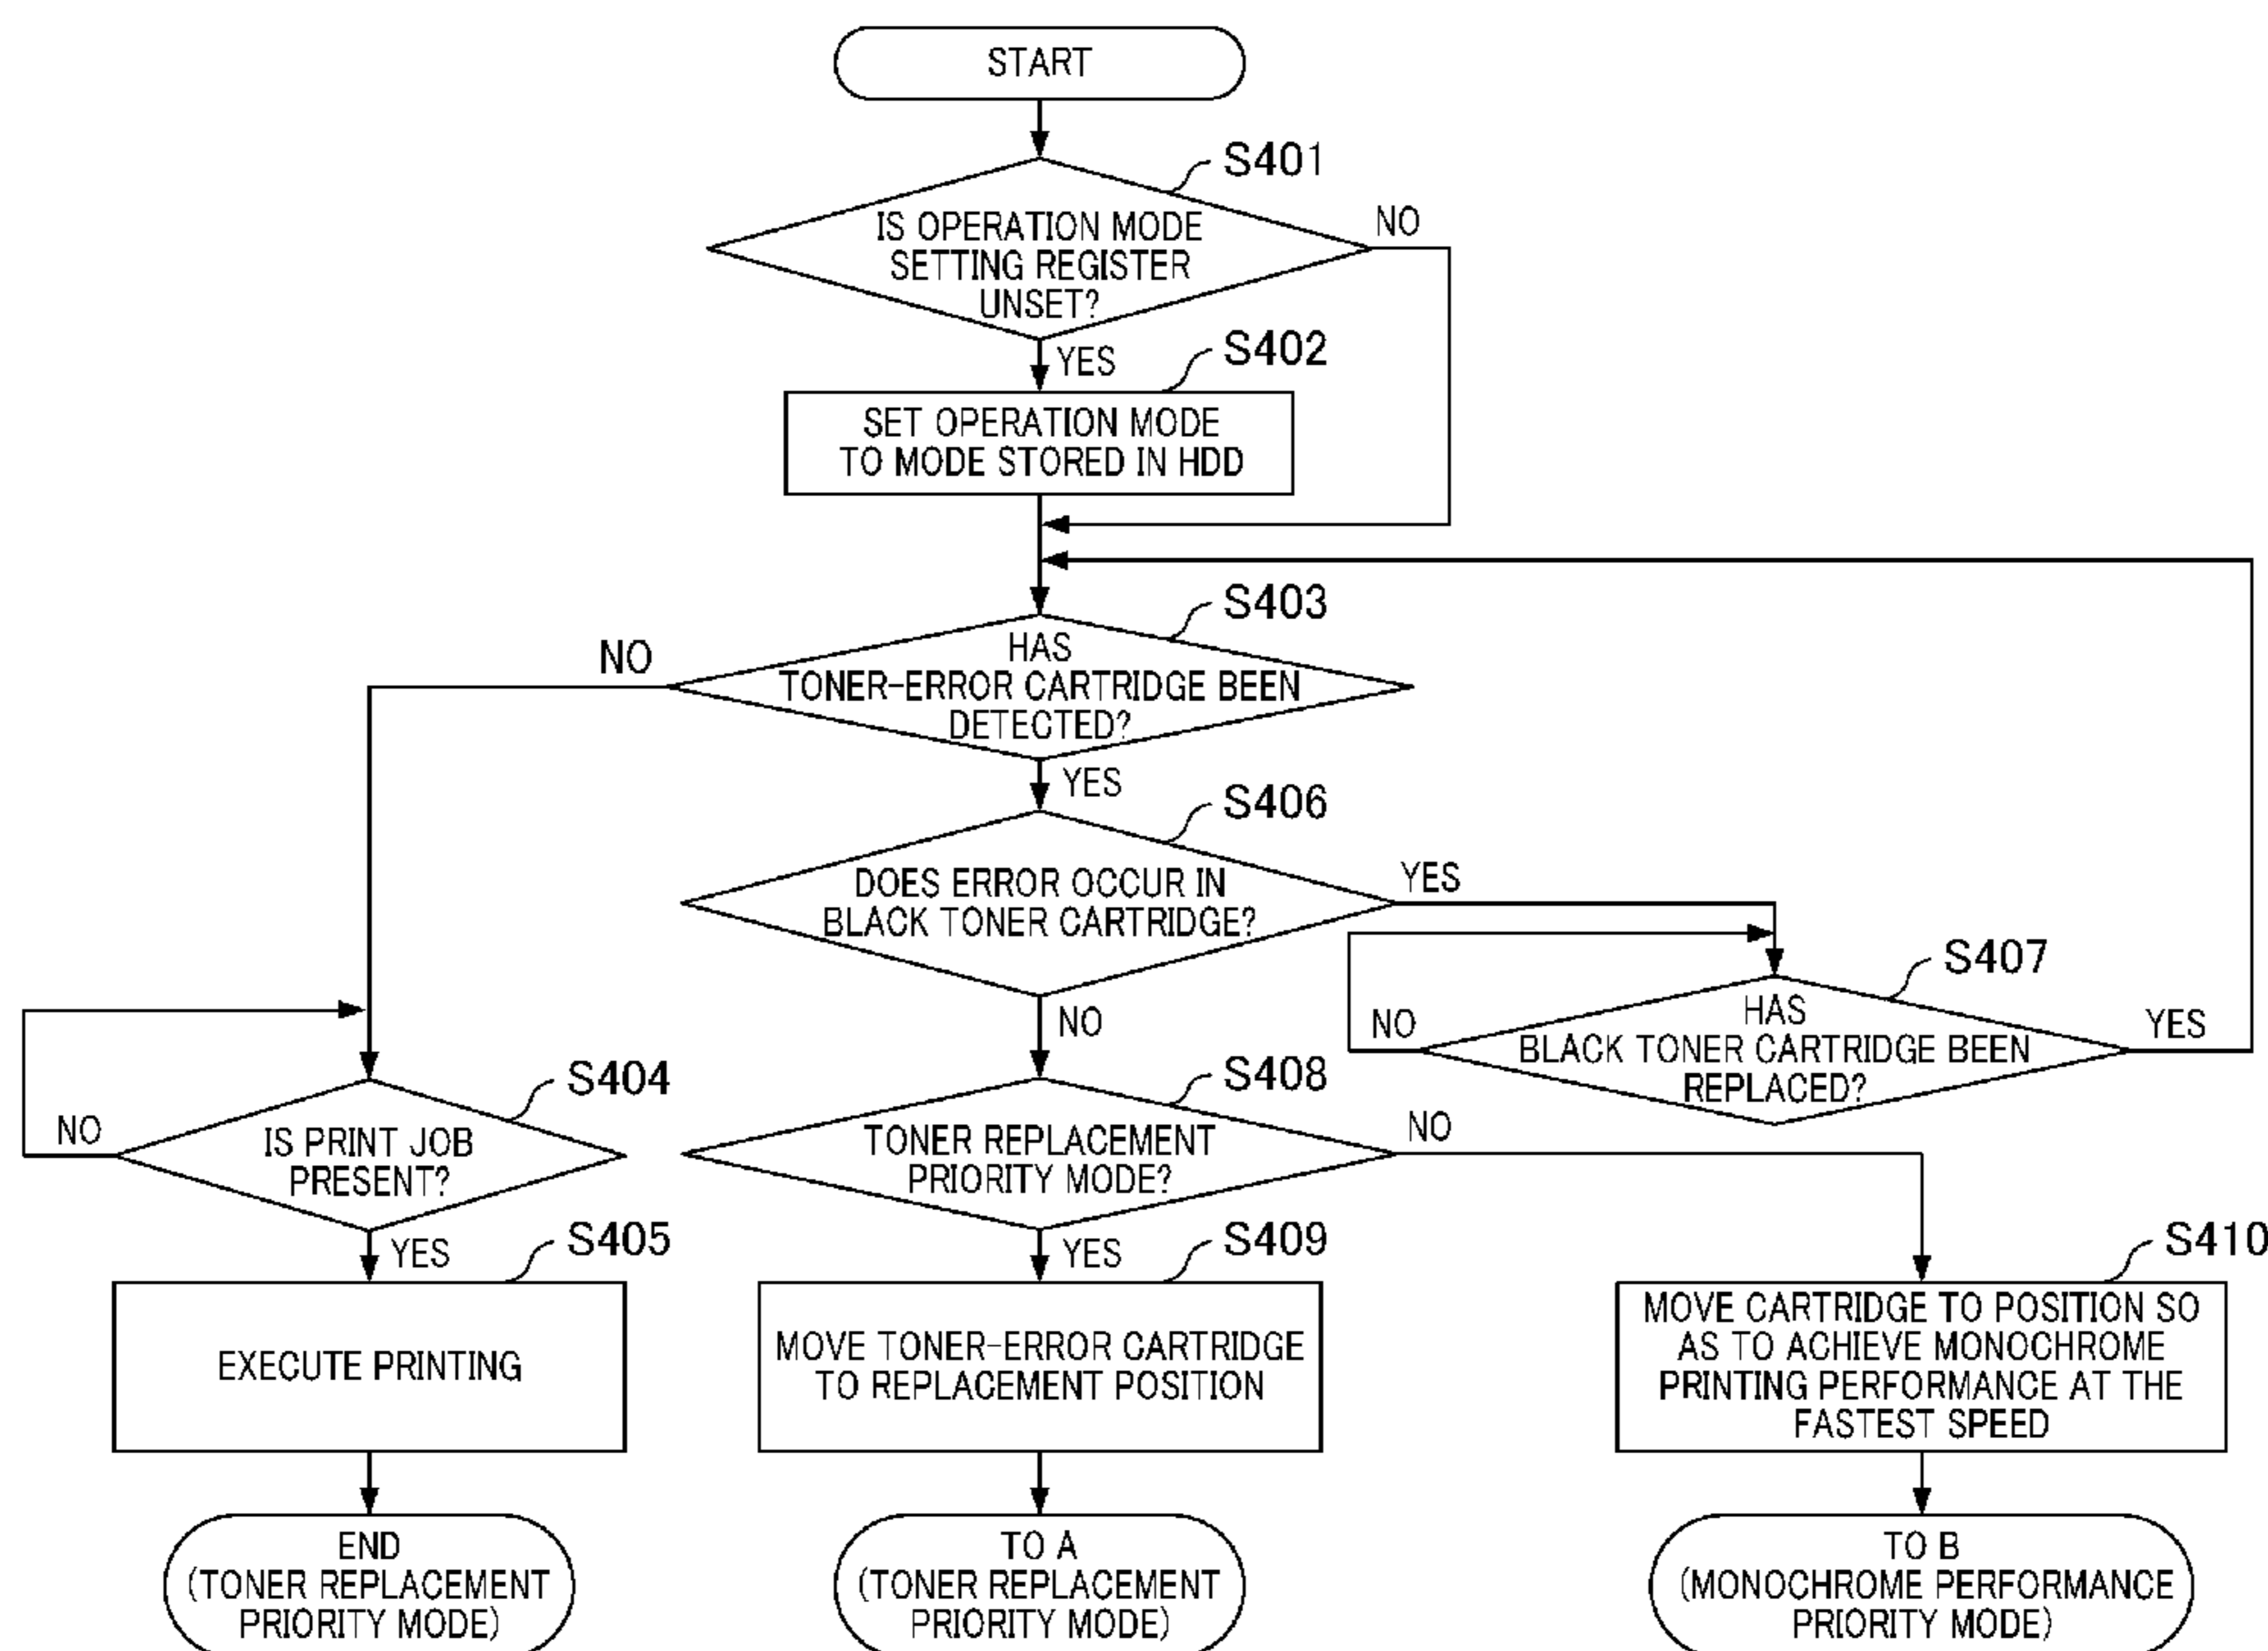 START
S401
IS OPERATION MODE
SETTING REGISTER
UNSET?
NO
YES
S402
SET OPERATION MODE
TO MODE STORED IN HDD
S403
HAS
TONER-ERROR CARTRIDGE BEEN
DETECTED?
NO
YES
S406
DOES ERROR OCCUR IN
BLACK TONER CARTRIDGE?
YES
NO
S407
HAS
BLACK TONER CARTRIDGE BEEN
REPLACED?
NO
YES
S404
IS PRINT JOB
PRESENT?
NO
YES
S408
TONER REPLACEMENT
PRIORITY MODE?
NO
YES
S405
EXECUTE PRINTING
S409
MOVE TONER-ERROR CARTRIDGE
TO REPLACEMENT POSITION
S410
MOVE CARTRIDGE TO POSITION SO
AS TO ACHIEVE MONOCHROME
PRINTING PERFORMANCE AT THE
FASTEST SPEED
END
(TONER REPLACEMENT
PRIORITY MODE)
TO A
(TONER REPLACEMENT
PRIORITY MODE)
TO B
(MONOCHROME PERFORMANCE
PRIORITY MODE)